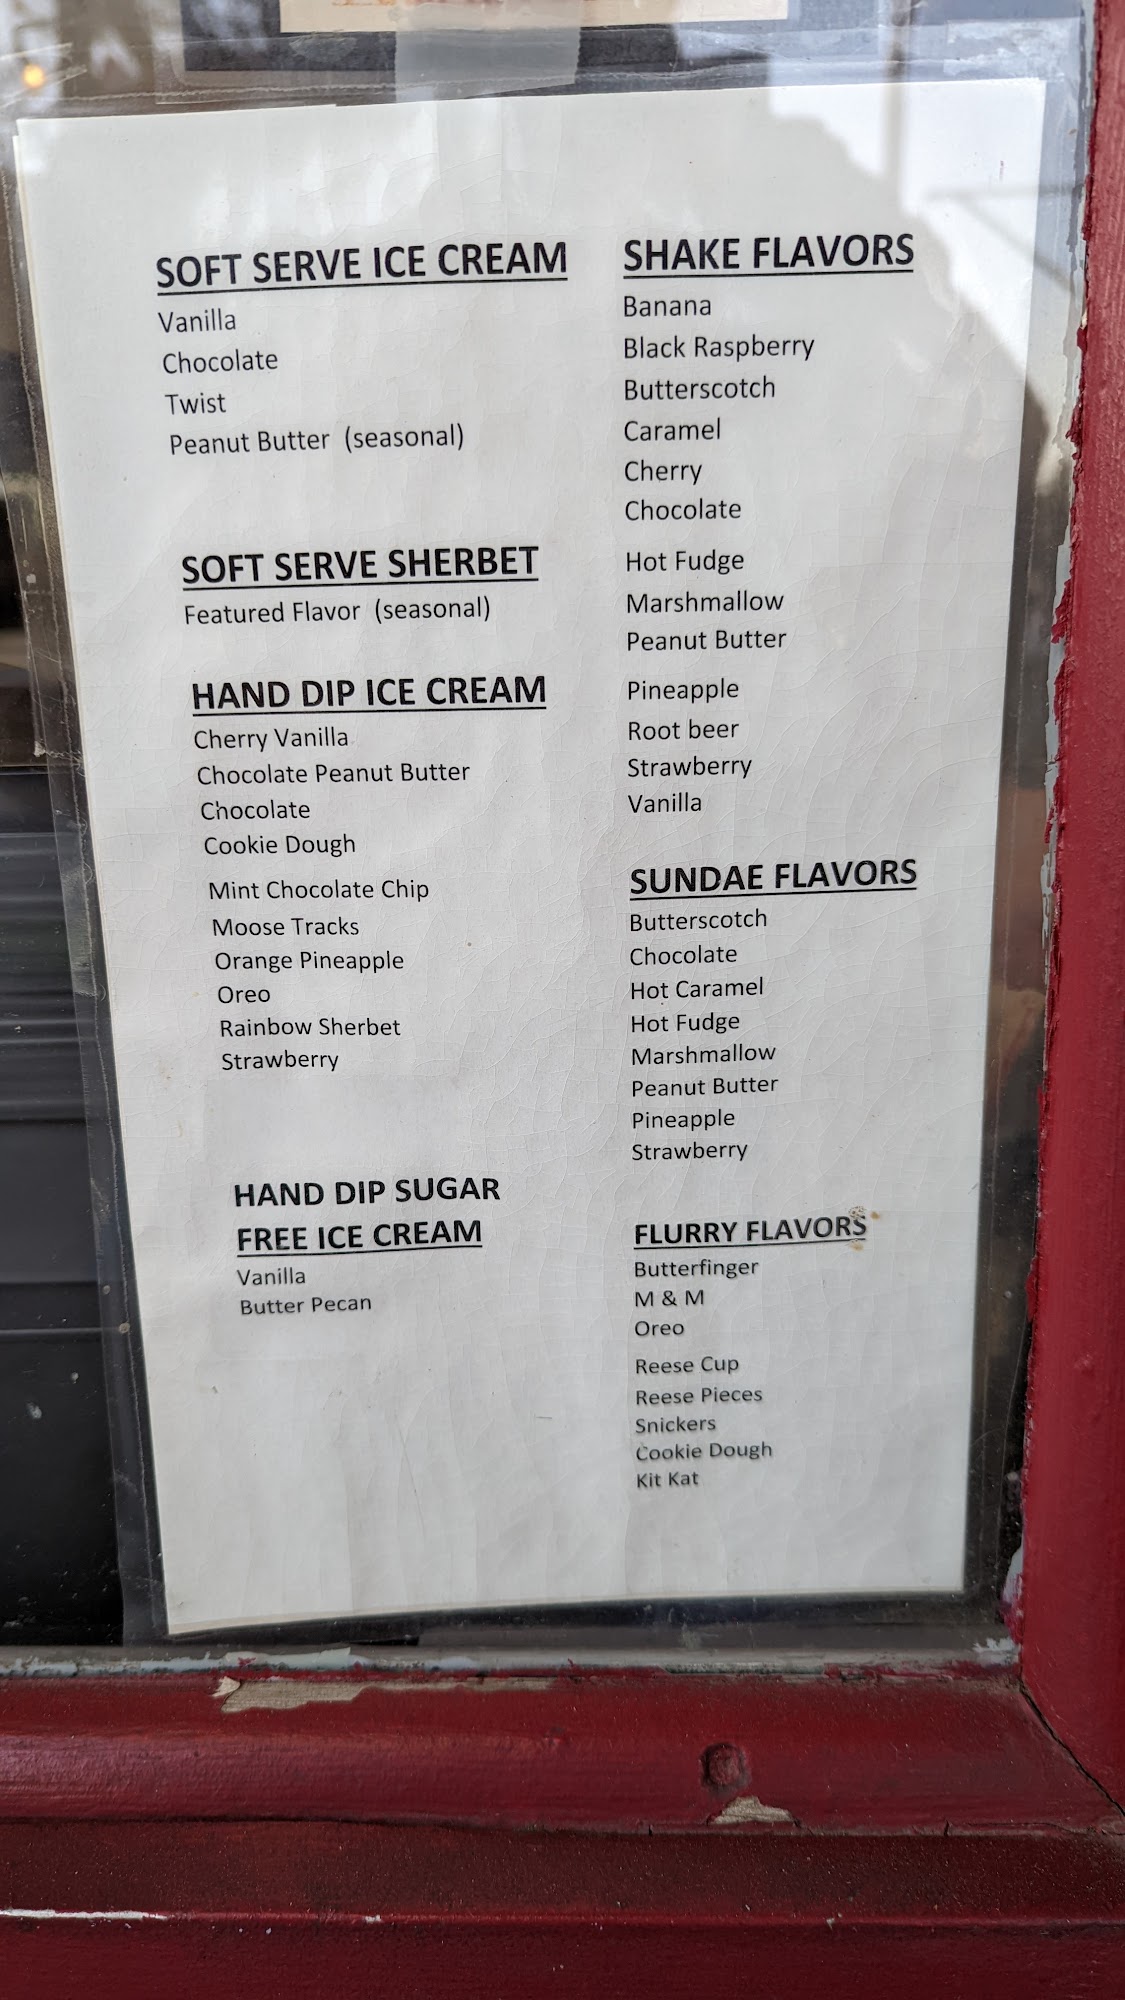 SOFT SERVE ICE CREAM
Vanilla
Chocolate
Twist
Peanut Butter (seasonal)
SOFT SERVE SHERBET
Featured Flavor (seasonal)
HAND DIP ICE CREAM
Cherry Vanilla
Chocolate Peanut Butter
Chocolate
Cookie Dough
Mint Chocolate Chip
Moose Tracks
Orange Pineapple
Oreo
Rainbow Sherbet
Strawberry
HAND DIP SUGAR
FREE ICE CREAM
Vanilla
Butter Pecan
SHAKE FLAVORS
Banana
Black Raspberry
Butterscotch
Caramel
Cherry
Chocolate
Hot Fudge
Marshmallow
Peanut Butter
Pineapple
Root beer
Strawberry
Vanilla
SUNDAE FLAVORS
Butterscotch
Chocolate
Hot Caramel
Hot Fudge
Marshmallow
Peanut Butter
Pineapple
Strawberry
FLURRY FLAVORS
Butterfinger
M & M
Oreo
Reese Cup
Reese Pieces
Snickers
Cookie Dough
Kit Kat